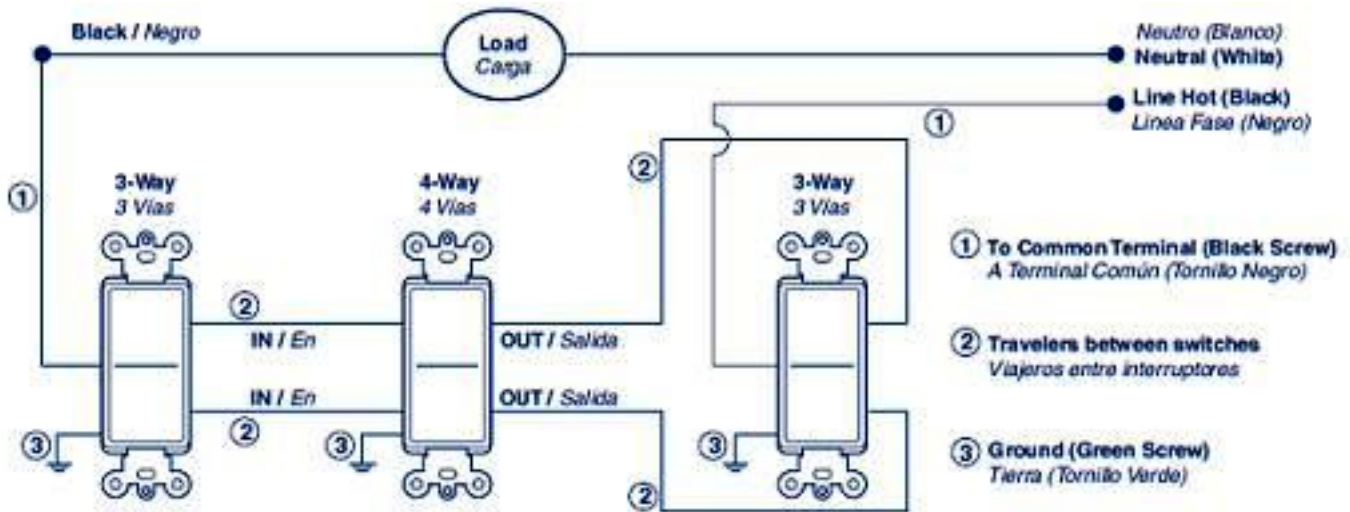 Black / Negro
Load
Carga
Neutro (Blanco)
Neutral (White)
Line Hot (Black)
Linea Fase (Negro)
1
2
1
3-Way
3 Vías
4-Way
4 Vías
3-Way
3 Vías
2
IN / En
OUT / Salida
IN / En
OUT / Salida
2
3
3
3
2
1 To Common Terminal (Black Screw)
A Terminal Común (Tornillo Negro)
2 Travelers between switches
Viajeros entre interruptores
3 Ground (Green Screw)
Tierra (Tornillo Verde)